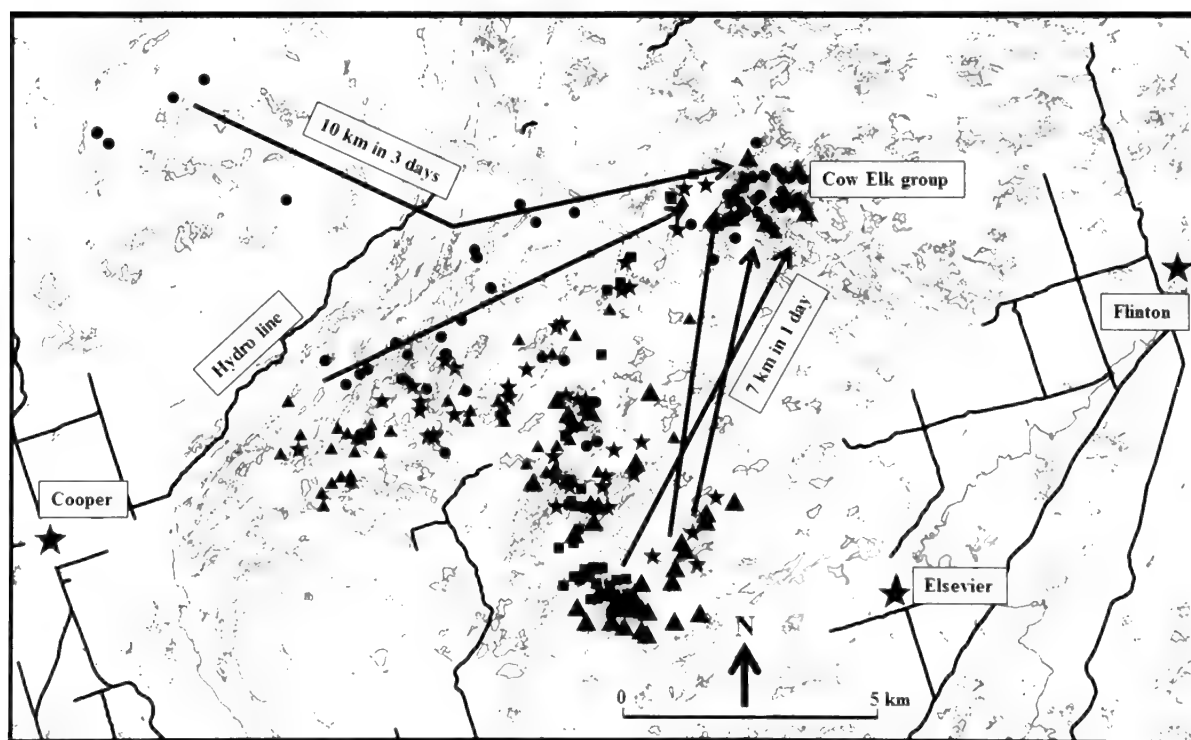 10 km in 3 days
Cow Elk group
Hydro line
7 km in 1 day
Flinton
Cooper
Elsevier
N
0 5 km